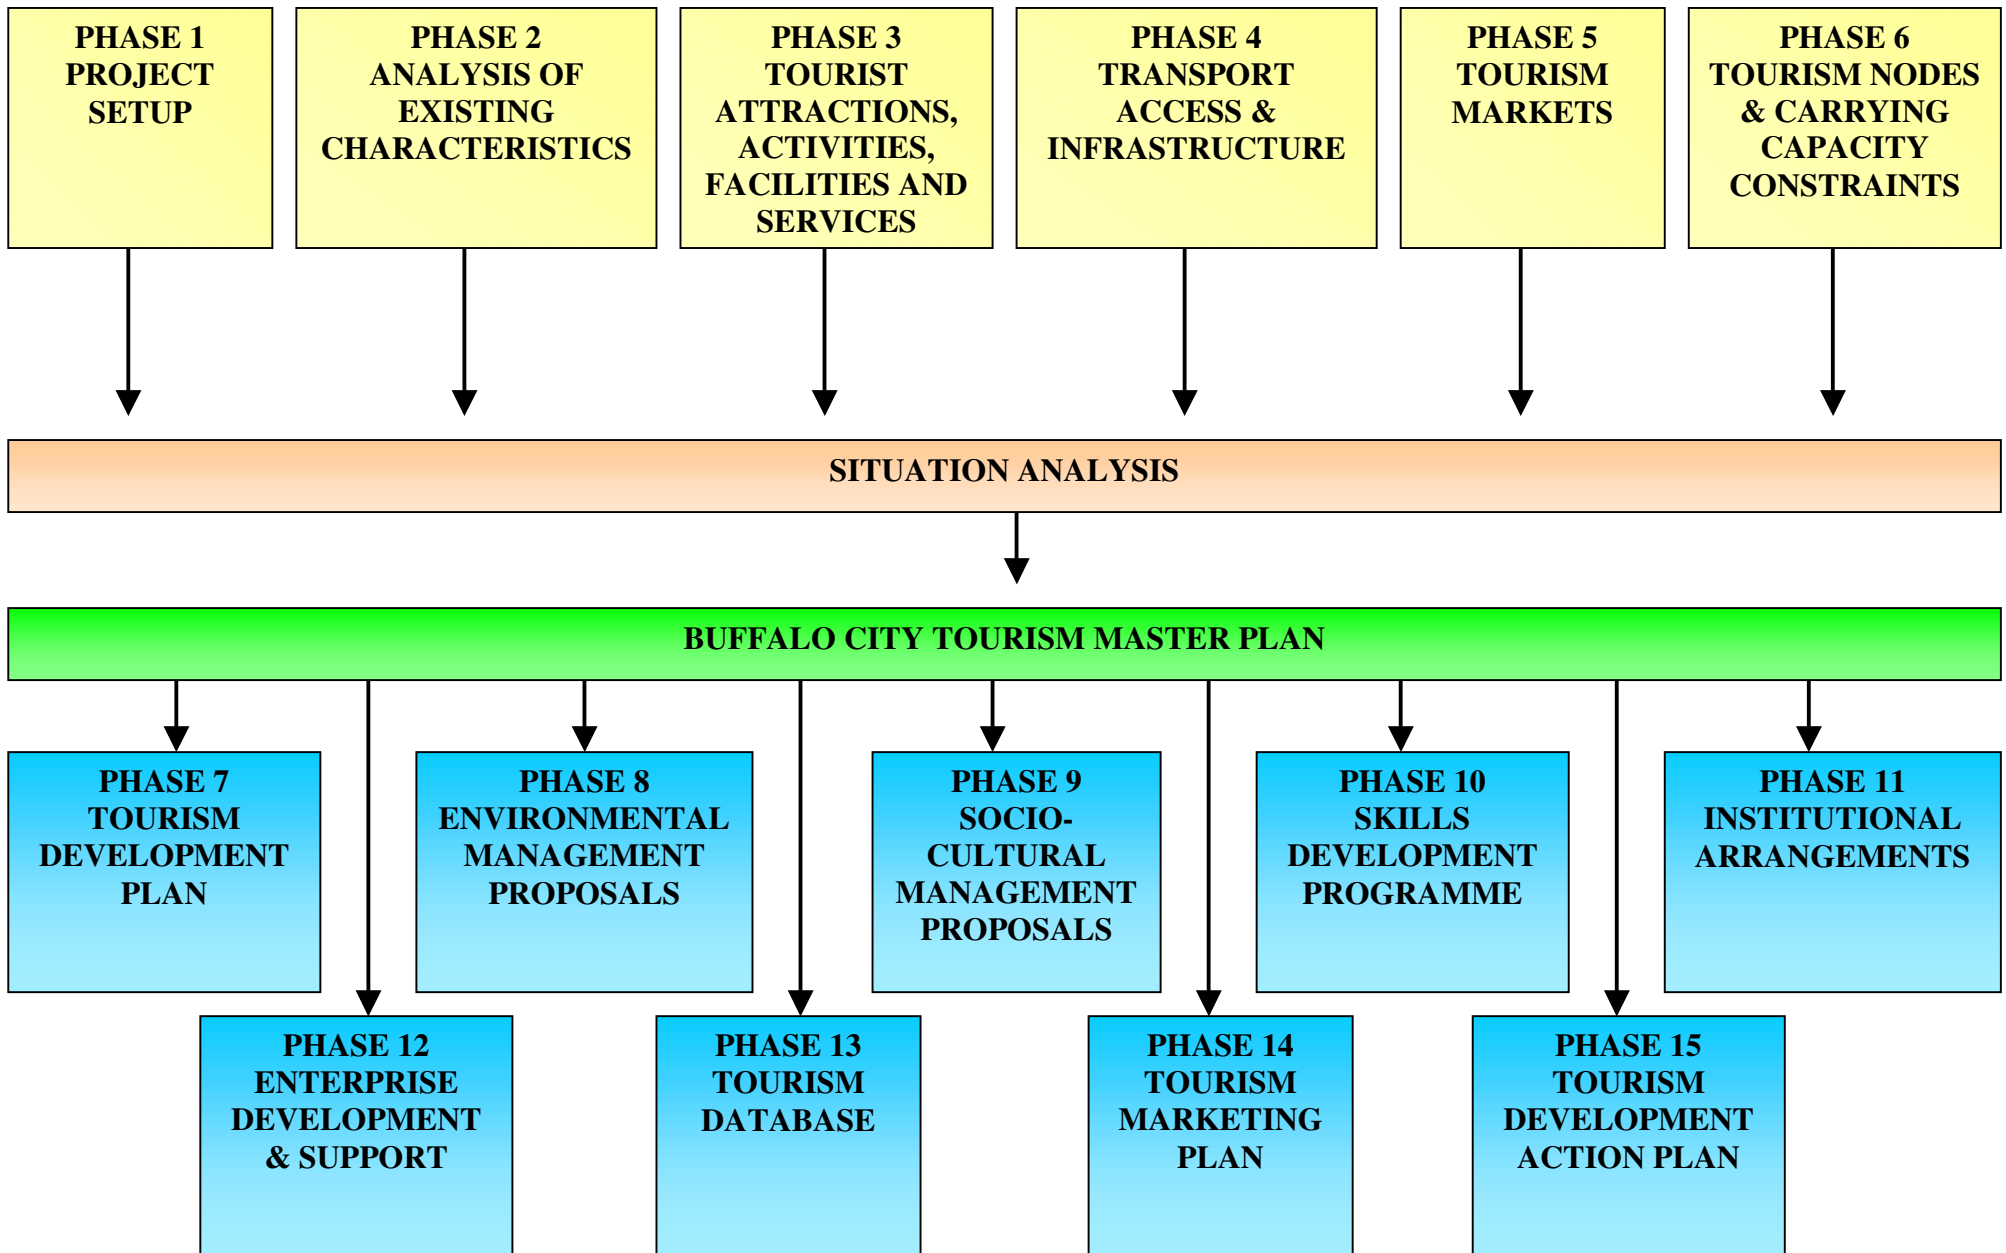 PHASE 1
PROJECT
SETUP
PHASE 2
ANALYSIS OF
EXISTING
CHARACTERISTICS
PHASE 3
TOURIST
ATTRACTIONS,
ACTIVITIES,
FACILITIES AND
SERVICES
PHASE 4
TRANSPORT
ACCESS &
INFRASTRUCTURE
PHASE 5
TOURISM
MARKETS
PHASE 6
TOURISM NODES
& CARRYING
CAPACITY
CONSTRAINTS
SITUATION ANALYSIS
BUFFALO CITY TOURISM MASTER PLAN
PHASE 7
TOURISM
DEVELOPMENT
PLAN
PHASE 8
ENVIRONMENTAL
MANAGEMENT
PROPOSALS
PHASE 9
SOCIO-
CULTURAL
MANAGEMENT
PROPOSALS
PHASE 10
SKILLS
DEVELOPMENT
PROGRAMME
PHASE 11
INSTITUTIONAL
ARRANGEMENTS
PHASE 12
ENTERPRISE
DEVELOPMENT
& SUPPORT
PHASE 13
TOURISM
DATABASE
PHASE 14
TOURISM
MARKETING
PLAN
PHASE 15
TOURISM
DEVELOPMENT
ACTION PLAN